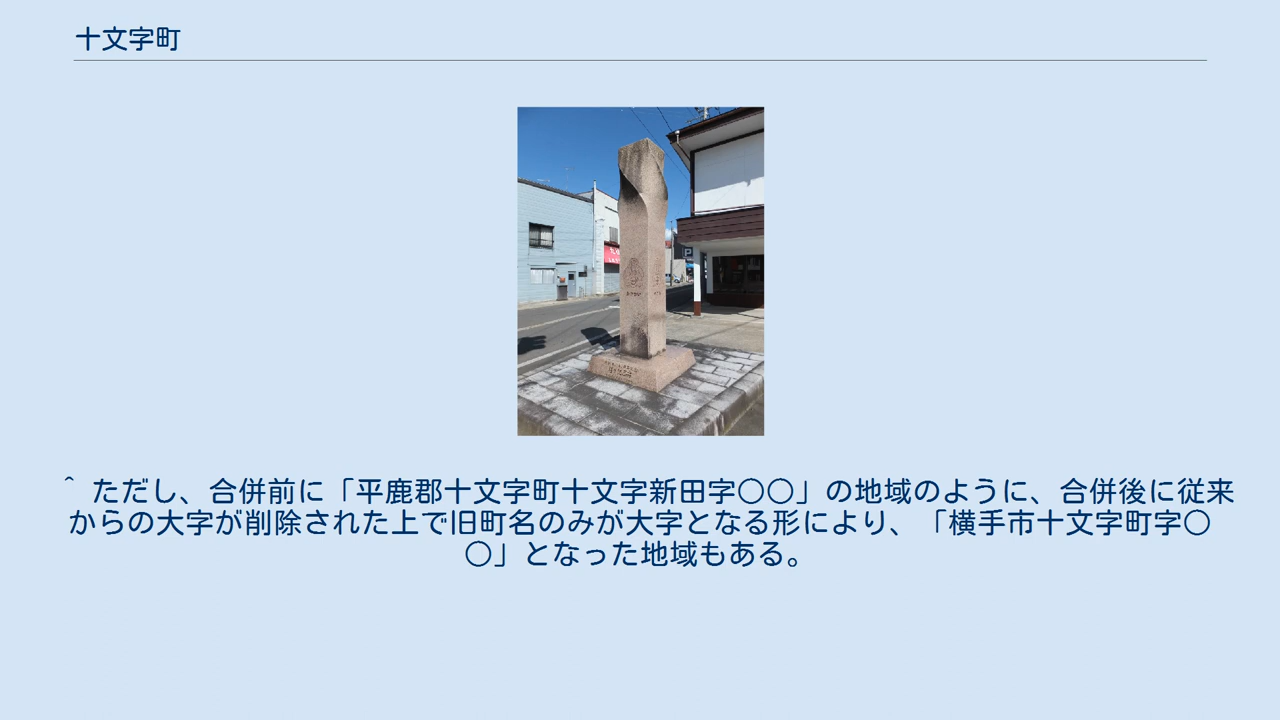 十文字町
P
^ ただし、合併前に「平鹿郡十文字町十文字新田字〇〇」の地域のように、合併後に従来
からの大字が削除された上で旧町名のみが大字となる形により、「横手市十文字町字〇
〇」となった地域もある。